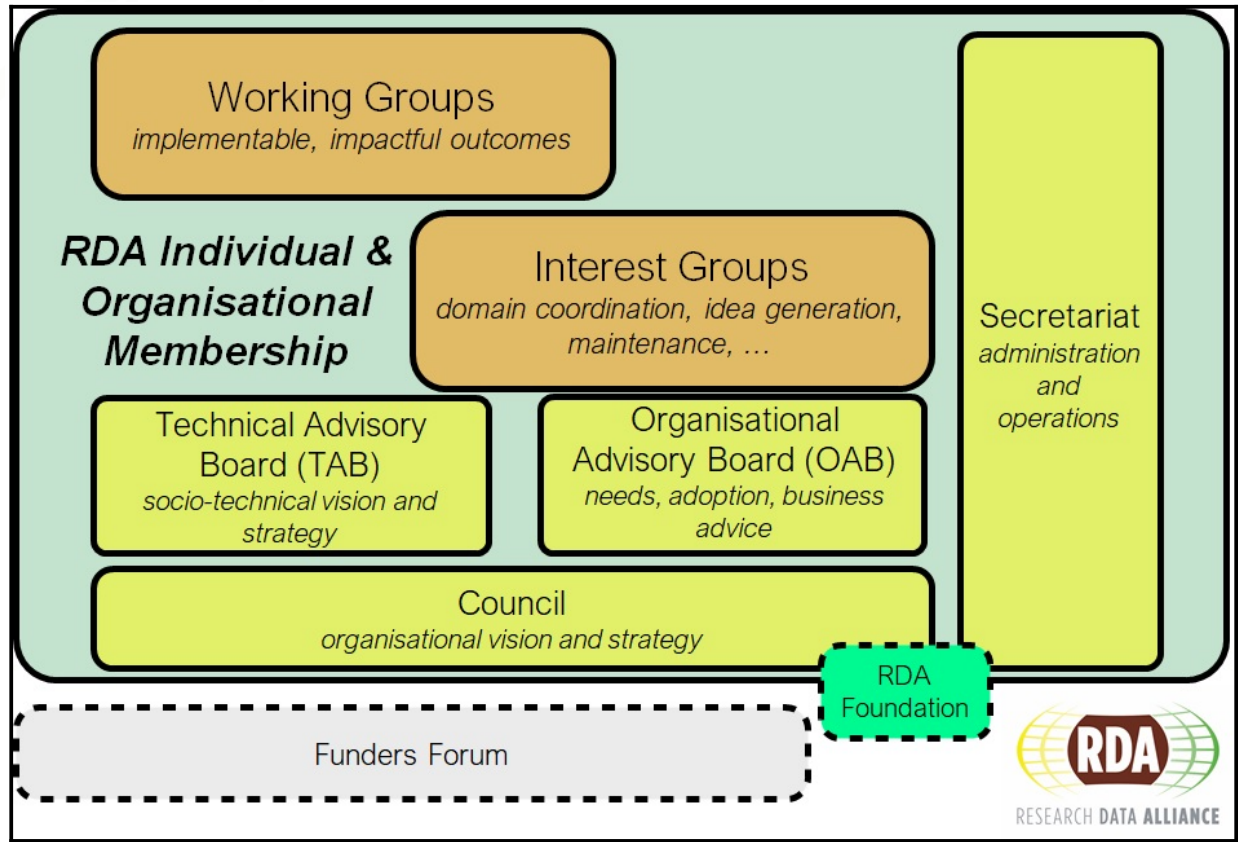 Working Groups
implementable, impactful outcomes
RDA Individual &
Organisational
Membership
Interest Groups
domain coordination, idea generation,
maintenance, …
Secretariat
administration
and
operations
Technical Advisory
Board (TAB)
socio-technical vision and
strategy
Organisational
Advisory Board (OAB)
needs, adoption, business
advice
Council
organisational vision and strategy
RDA
Foundation
Funders Forum
RDA
RESEARCH DATA ALLIANCE